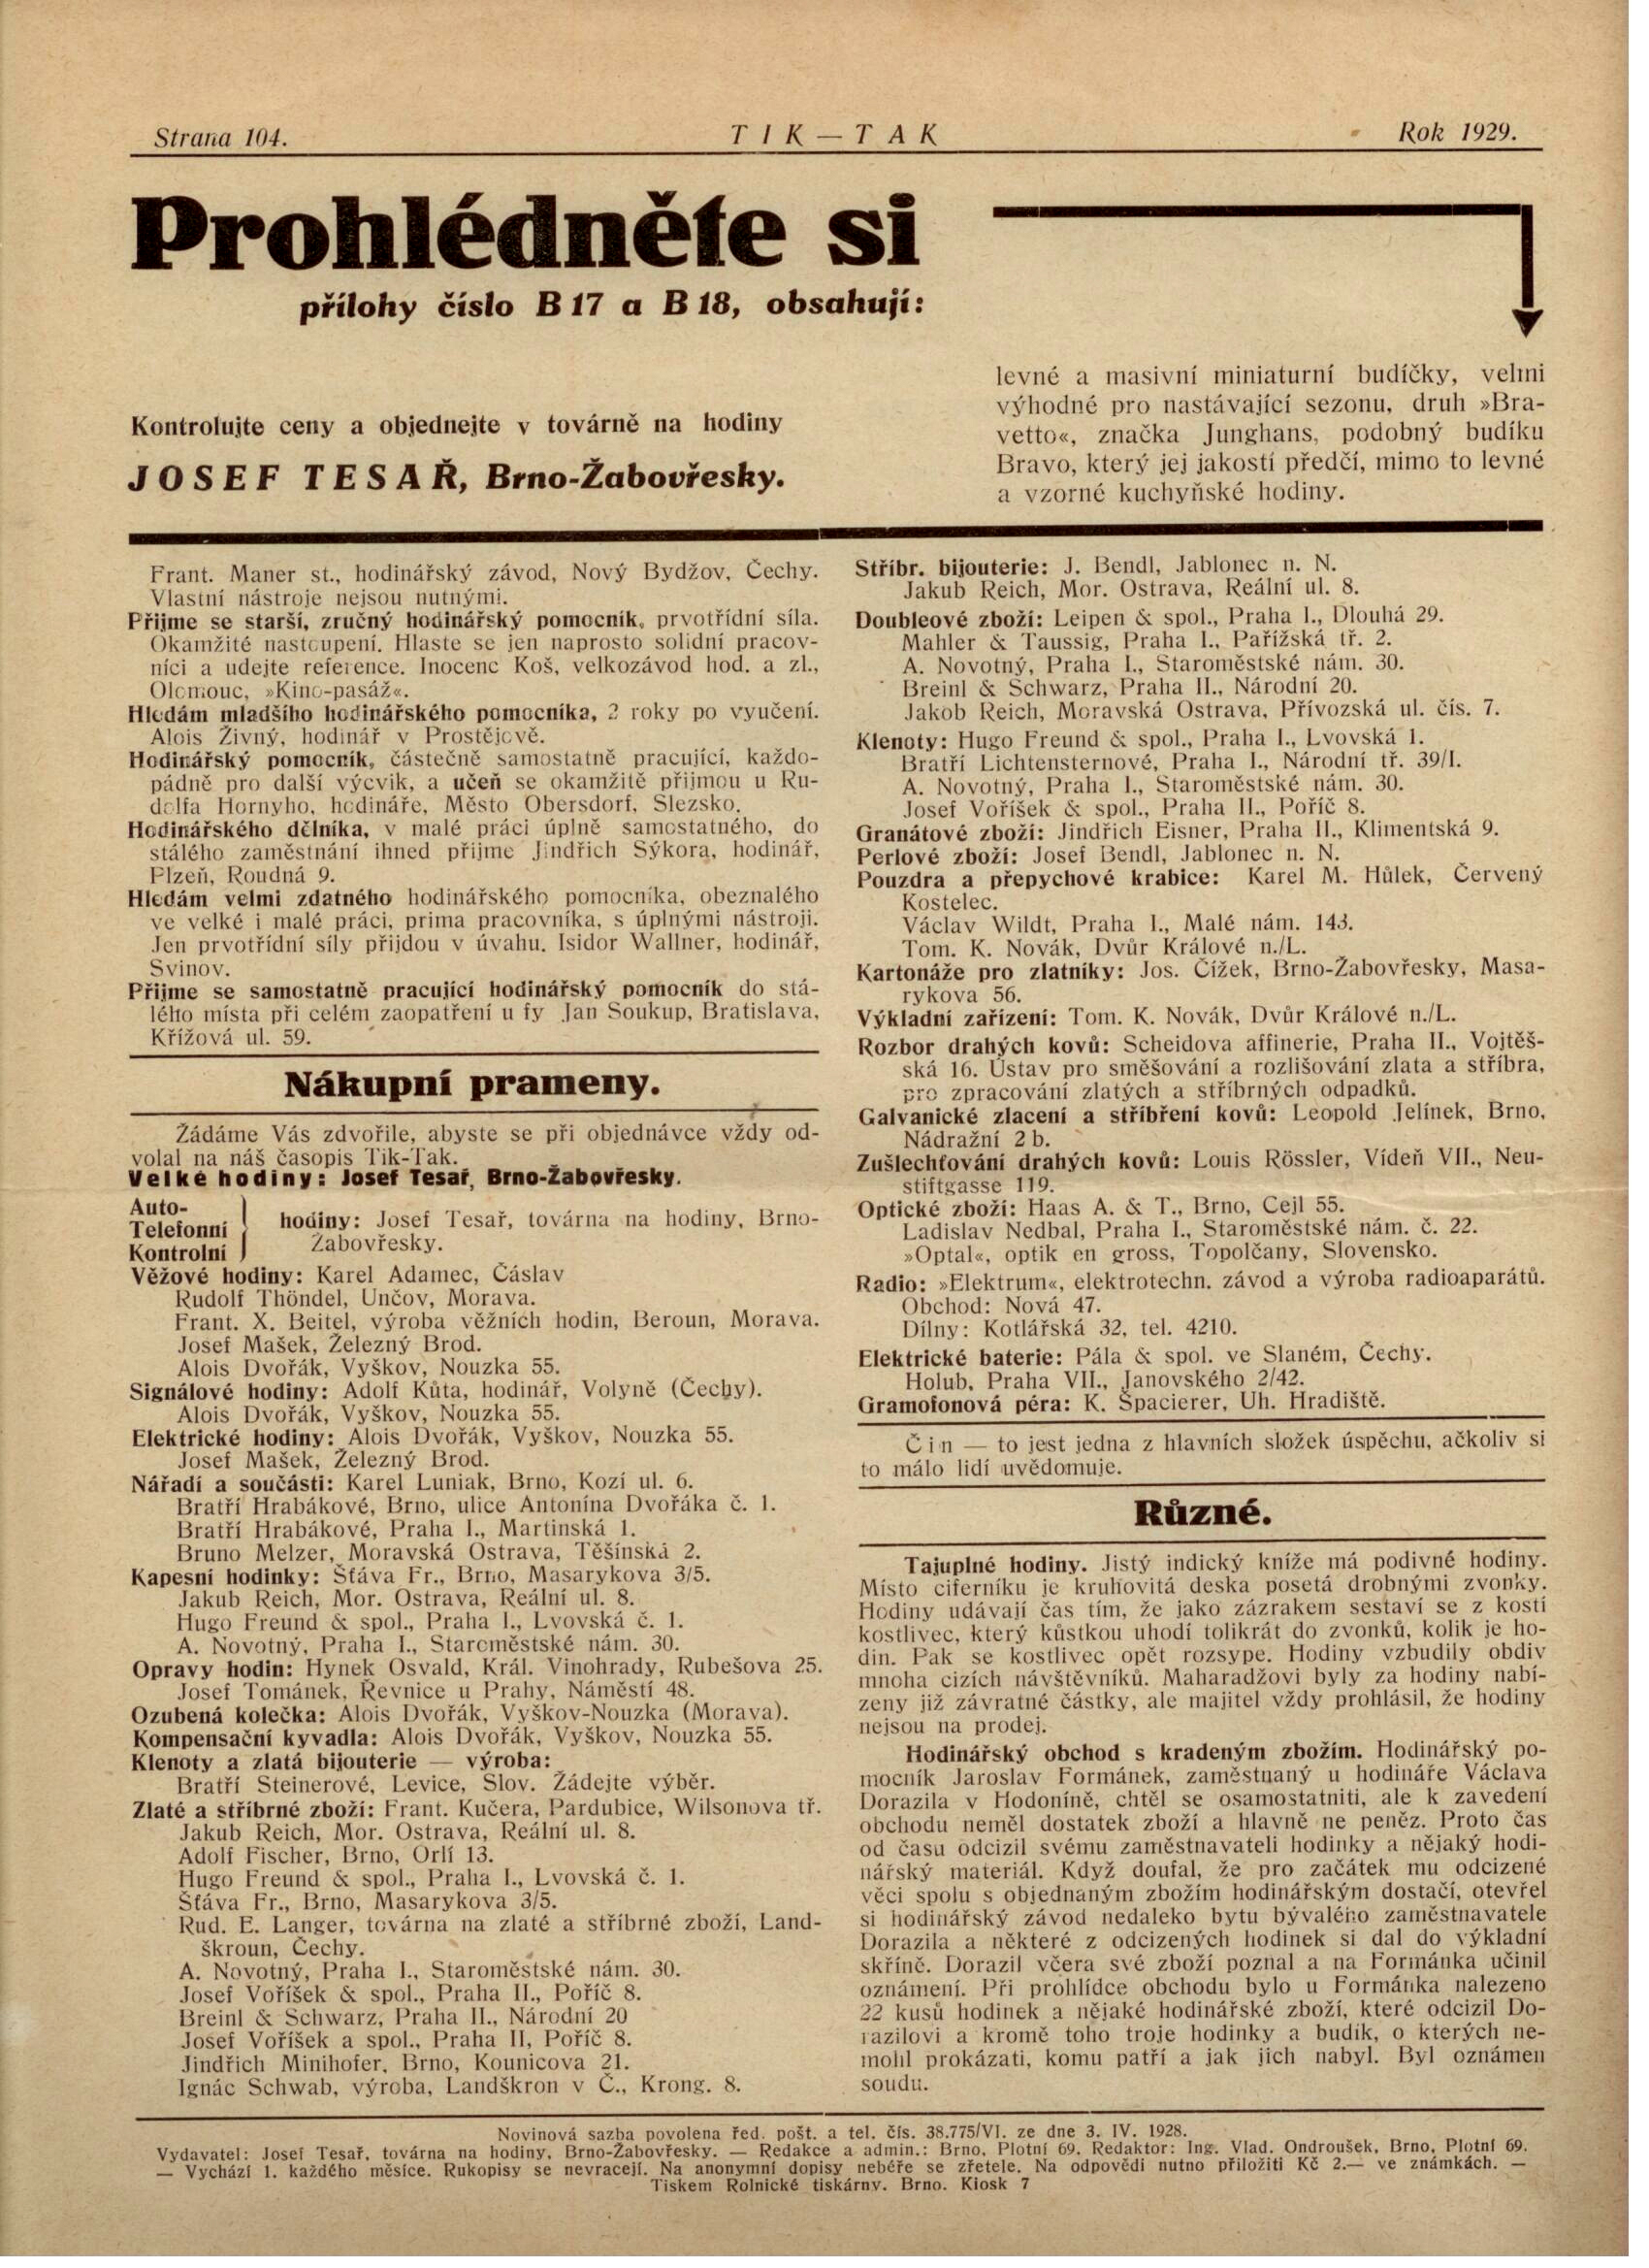 Strana 104.
TIK—TAK
Rok 1929.
Prohlédněte si
přílohy číslo B 17 a B 18, obsahují:
Kontrolujte ceny a objednejte v továrně na hodiny
JOSEF TESAŘ, Brno-Žabovřesky.
levné a masivní miniaturní budíčky, velmi
výhodné pro nastávající sezonu, druh »Bra-
vetto«, značka Junghans, podobný budíku
Bravo, který jej jakostí předčí, mimo to levné
a vzorné kuchyňské hodiny.
Frant. Maner st., hodinářský závod, Nový Bydžov, Čechy.
Vlastní nástroje nejsou nutnými.
Přijme se starší, zručný hodinářský pomocník, prvotřídní síla.
Okamžité nastoupení. Hlaste se jen naprosto solidní pracov-
níci a udejte reference. Inocenc Koš, velkozávod hod. a zl.,
Olomouc, »Kino-pasáž«.
Hledám mladšího hodinářského pomocníka, 2 roky po vyučení.
Alois Živný, hodinář v Prostějově.
Hodinářský pomocník, částečně samostatně pracující, každo-
pádně pro další výcvik, a učeň se okamžitě přijmou u Ru-
dolfa Hornyho, hodináře, Město Obersdorf, Slezsko.
Hodinářského dělníka, v malé práci úplně samostatného, do
stálého zaměstnání ihned přijme Jindřich Sýkora, hodinář,
Plzeň, Roudná 9.
Hledám velmi zdatného hodinářského pomocníka, obeznalého
ve velké i malé práci, prima pracovníka, s úplnými nástroji.
Jen prvotřídní síly přijdou v úvahu. Isidor Wallner, hodinář,
Svinov.
Přijme se samostatně pracující hodinářský pomocník do stá-
lého místa při celém zaopatření u fy Jan Soukup, Bratislava,
Křížová ul. 59.
Nákupní prameny.
Žádáme Vás zdvořile, abyste se při objednávce vždy od-
volal na náš časopis Tik-Tak.
Velké hodiny: Josef Tesař, Brno-Žabovřesky.
Auto-
Telefonní
Kontrolní
hodiny: Josef Tesař, továrna na hodiny, Brno-
Žabovřesky.
Věžové hodiny: Karel Adamec, Čáslav
Rudolf Thöndel, Unčov, Morava.
Frant. X. Beitel, výroba věžních hodin, Beroun, Morava.
Josef Mašek, Železný Brod.
Alois Dvořák, Vyškov, Nouzka 55.
Signálové hodiny: Adolf Kůta, hodinář, Volyně (Čechy).
Alois Dvořák, Vyškov, Nouzka 55.
Elektrické hodiny: Alois Dvořák, Vyškov, Nouzka 55.
Josef Mašek, Železný Brod.
Nářadí a součásti: Karel Luniak, Brno, Kozí ul. 6.
Bratří Hrabákové, Brno, ulice Antonína Dvořáka č. 1.
Bratří Hrabákové, Praha I., Martinská 1.
Bruno Melzer, Moravská Ostrava, Těšínská 2.
Kapesní hodinky: Šťáva Fr., Brno, Masarykova 3/5.
Jakub Reich, Mor. Ostrava, Reální ul. 8.
Hugo Freund & spol., Praha I., Lvovská č. 1.
A. Novotný, Praha I., Staroměstské nám. 30.
Opravy hodin: Hynek Osvald, Král. Vinohrady, Rubešova 25.
Josef Tománek, Řevnice u Prahy, Náměstí 48.
Ozubená kolečka: Alois Dvořák, Vyškov-Nouzka (Morava).
Kompensační kyvadla: Alois Dvořák, Vyškov, Nouzka 55.
Klenoty a zlatá bijouterie — výroba:
Bratří Steinerové, Levice, Slov. Žádejte výběr.
Zlaté a stříbrné zboží: Frant. Kučera, Pardubice, Wilsonova tř.
Jakub Reich, Mor. Ostrava, Reální ul. 8.
Adolf Fischer, Brno, Orlí 13.
Hugo Freund & spol., Praha I., Lvovská č. 1.
Šťáva Fr., Brno, Masarykova 3/5.
Rud. E. Langer, továrna na zlaté a stříbrné zboží, Land-
škroun, Čechy.
A. Novotný, Praha I., Staroměstské nám. 30.
Josef Voříšek & spol., Praha II., Poříč 8.
Breinl & Schwarz, Praha II., Národní 20
Josef Voříšek a spol., Praha II, Poříč 8.
Jindřich Minihofer, Brno, Kounicova 21.
Ignác Schwab, výroba, Landškron v Č., Krong. 8.
Stříbr. bijouterie: J. Bendl, Jablonec n. N.
Jakub Reich, Mor. Ostrava, Reální ul. 8.
Doubleové zboží: Leipen & spol., Praha I., Dlouhá 29.
Mahler & Taussig, Praha I., Pařížská tř. 2.
A. Novotný, Praha I., Staroměstské nám. 30.
Breinl & Schwarz, Praha II., Národní 20.
Jakob Reich, Moravská Ostrava, Přívozská ul. čís. 7.
Klenoty: Hugo Freund & spol., Praha I., Lvovská 1.
Bratří Lichtensternové, Praha I., Národní tř. 39/I.
A. Novotný, Praha I., Staroměstské nám. 30.
Josef Voříšek & spol., Praha II., Poříč 8.
Granátové zboží: Jindřich Eisner, Praha II., Klimentská 9.
Perlové zboží: Josef Bendl, Jablonec n. N.
Pouzdra a přepychové krabice: Karel M. Hůlek, Červený
Kostelec.
Václav Wildt, Praha I., Malé nám. 143.
Tom. K. Novák, Dvůr Králové n./L.
Kartonáže pro zlatníky: Jos. Čížek, Brno-Žabovřesky, Masa-
rykova 56.
Výkladní zařízení: Tom. K. Novák, Dvůr Králové n./L.
Rozbor drahých kovů: Scheidova affinerie, Praha II., Vojtěš-
ská 16. Ústav pro směšování a rozlišování zlata a stříbra,
pro zpracování zlatých a stříbrných odpadků.
Galvanické zlacení a stříbření kovů: Leopold Jelínek, Brno,
Nádražní 2 b.
Zušlechťování drahých kovů: Louis Rössler, Vídeň VII., Neu-
stiftgasse 119.
Optické zboží: Haas A. & T., Brno, Cejl 55.
Ladislav Nedbal, Praha I., Staroměstské nám. č. 22.
»Optal«, optik en gross, Topolčany, Slovensko.
Radio: »Elektrum«, elektrotechn. závod a výroba radioaparátů.
Obchod: Nová 47.
Dílny: Kotlářská 32, tel. 4210.
Elektrické baterie: Pála & spol. ve Slaném, Čechy.
Holub, Praha VII., Janovského 2/42.
Gramofonová péra: K. Špacierer, Uh. Hradiště.
Čin — to jest jedna z hlavních složek úspěchu, ačkoliv si
to málo lidí uvědomuje.
Různé.
Tajuplné hodiny. Jistý indický kníže má podivné hodiny.
Místo ciferníku je kruhovitá deska posetá drobnými zvonky.
Hodiny udávají čas tím, že jako zázrakem sestaví se z kostí
kostlivec, který kůstkou uhodí tolikrát do zvonků, kolik je ho-
din. Pak se kostlivec opět rozsype. Hodiny vzbudily obdiv
mnoha cizích návštěvníků. Maharadžovi byly za hodiny nabí-
zeny již závratné částky, ale majitel vždy prohlásil, že hodiny
nejsou na prodej.
Hodinářský obchod s kradeným zbožím. Hodinářský po-
mocník Jaroslav Formánek, zaměstnaný u hodináře Václava
Dorazila v Hodoníně, chtěl se osamostatniti, ale k zavedení
obchodu neměl dostatek zboží a hlavně ne peněz. Proto čas
od času odcizil svému zaměstnavateli hodinky a nějaký hodi-
nářský materiál. Když doufal, že pro začátek mu odcizené
věci spolu s objednaným zbožím hodinářským dostačí, otevřel
si hodinářský závod nedaleko bytu bývalého zaměstnavatele
Dorazila a některé z odcizených hodinek si dal do výkladní
skříně. Dorazil včera své zboží poznal a na Formánka učinil
oznámení. Při prohlídce obchodu bylo u Formánka nalezeno
22 kusů hodinek a nějaké hodinářské zboží, které odcizil Do-
razilovi a kromě toho troje hodinky a budík, o kterých ne-
mohl prokázati, komu patří a jak jich nabyl. Byl oznámen
soudu.
Novinová sazba povolena řed. pošt. a tel. čís. 38.775/VI. ze dne 3. IV. 1928.
Vydavatel: Josef Tesař, továrna na hodiny, Brno-Žabovřesky. — Redakce a admin.: Brno, Plotní 69. Redaktor: Ing. Vlad. Ondroušek, Brno, Plotní 69.
— Vychází 1. každého měsíce. Rukopisy se nevracejí. Na anonymní dopisy nebéře se zřetele. Na odpovědi nutno přiložiti Kč 2.— ve známkách. —
Tiskem Rolnické tiskárny, Brno, Kiosk 7